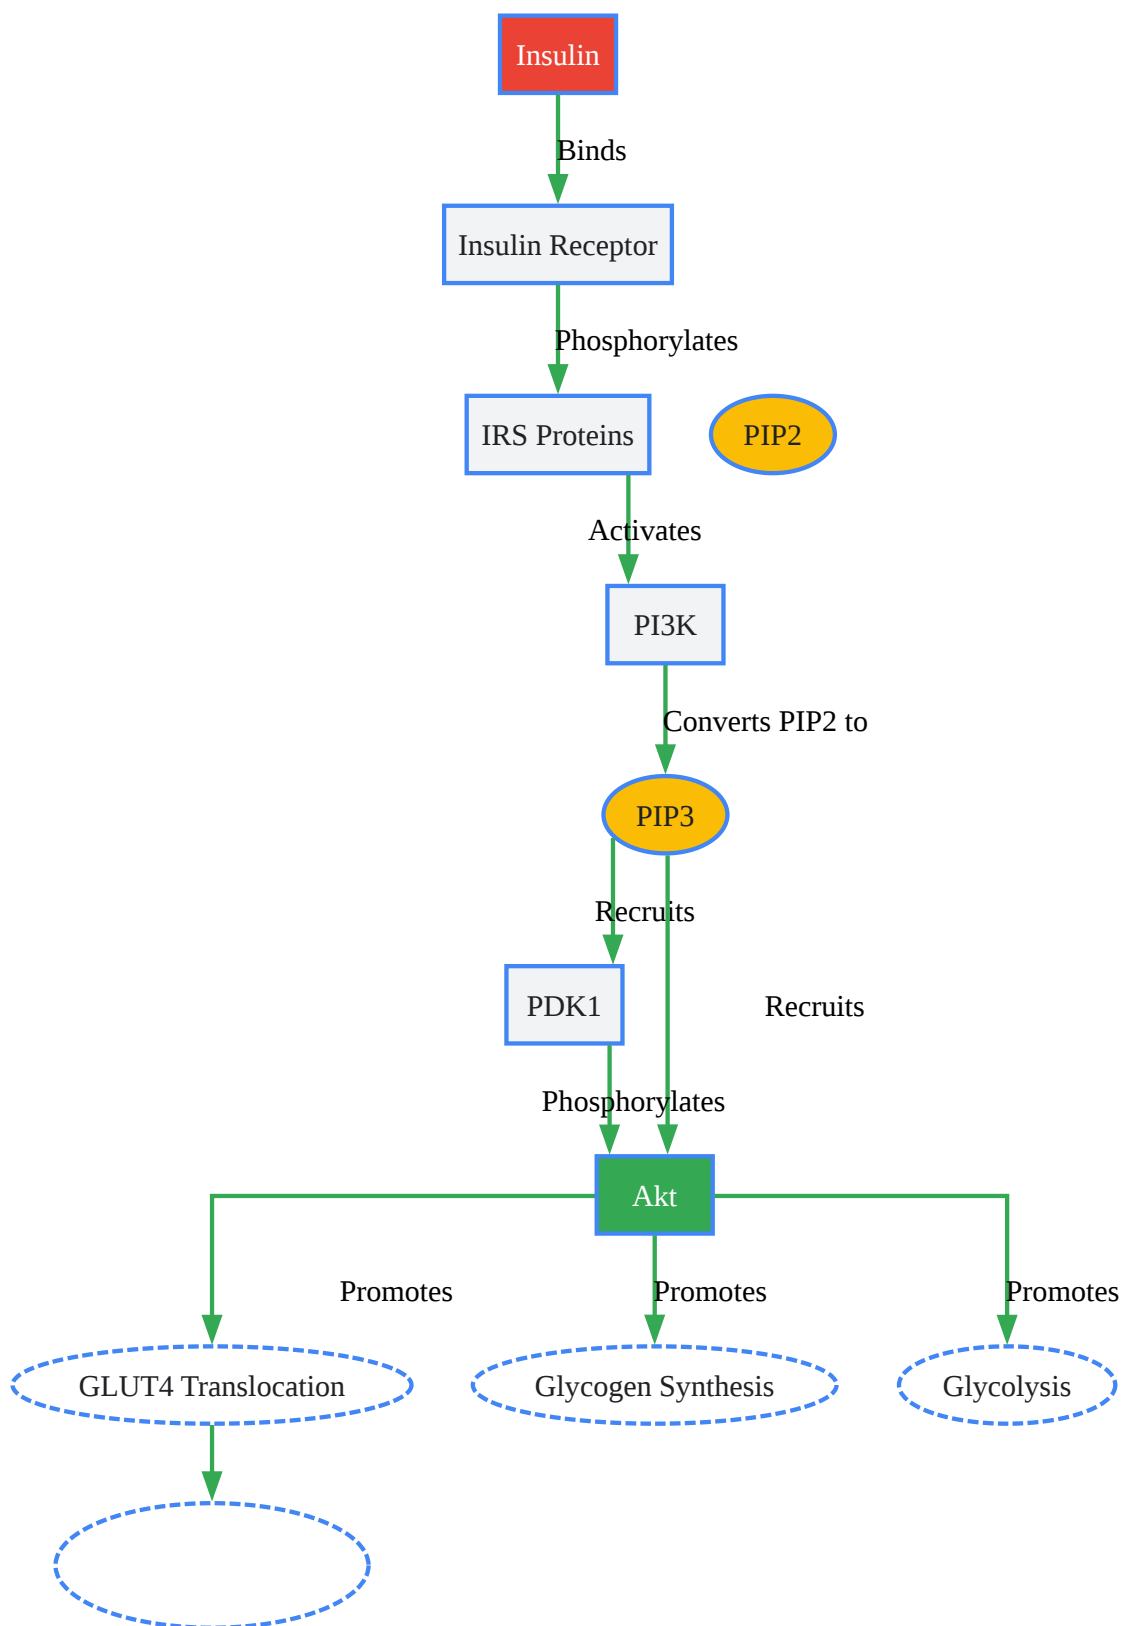 Insulin
Binds
Insulin Receptor
Phosphorylates
IRS Proteins
PIP2
Activates
PI3K
Converts PIP2 to
PIP3
Recruits
PDK1
Recruits
Phosphorylates
Akt
Promotes
Promotes
Promotes
GLUT4 Translocation
Glycogen Synthesis
Glycolysis